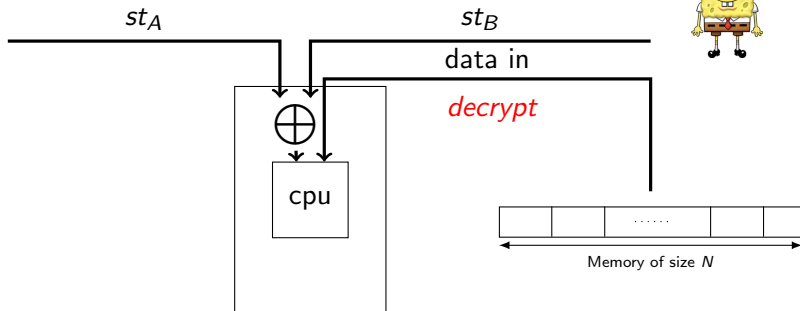 st_A
st_B
data in
decrypt
cpu
......
Memory of size N